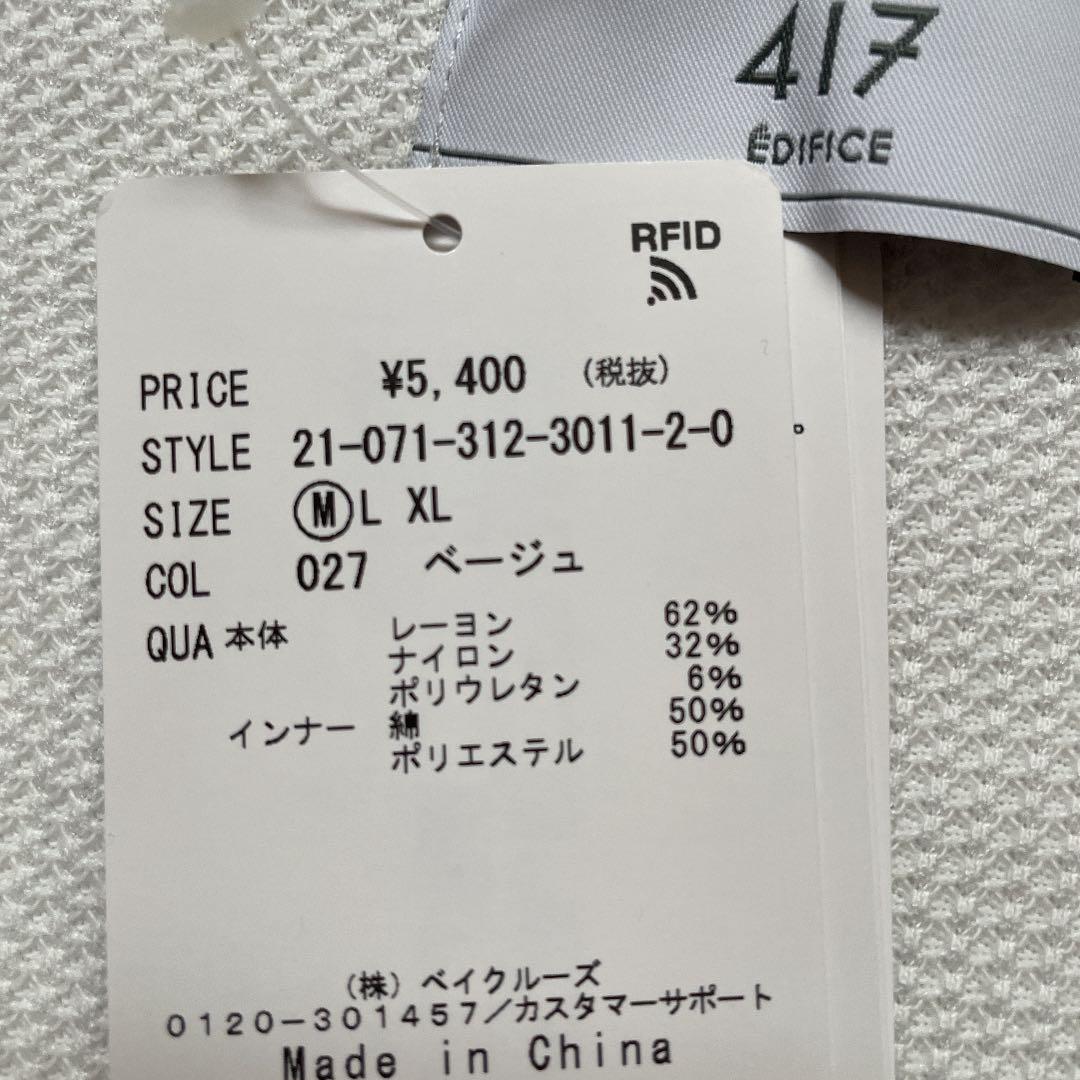 417
ÉDIFICE
RFID
PRICE ¥5,400 (税抜)
STYLE 21-071-312-3011-2-0
SIZE M L XL
COL 027 ベージュ
QUA 本体 レーヨン 62%
ナイロン 32%
ポリウレタン 6%
インナー 綿 50%
ポリエステル 50%
(株) ベイクルーズ
0120-301457/カスタマーサポート
Made in China